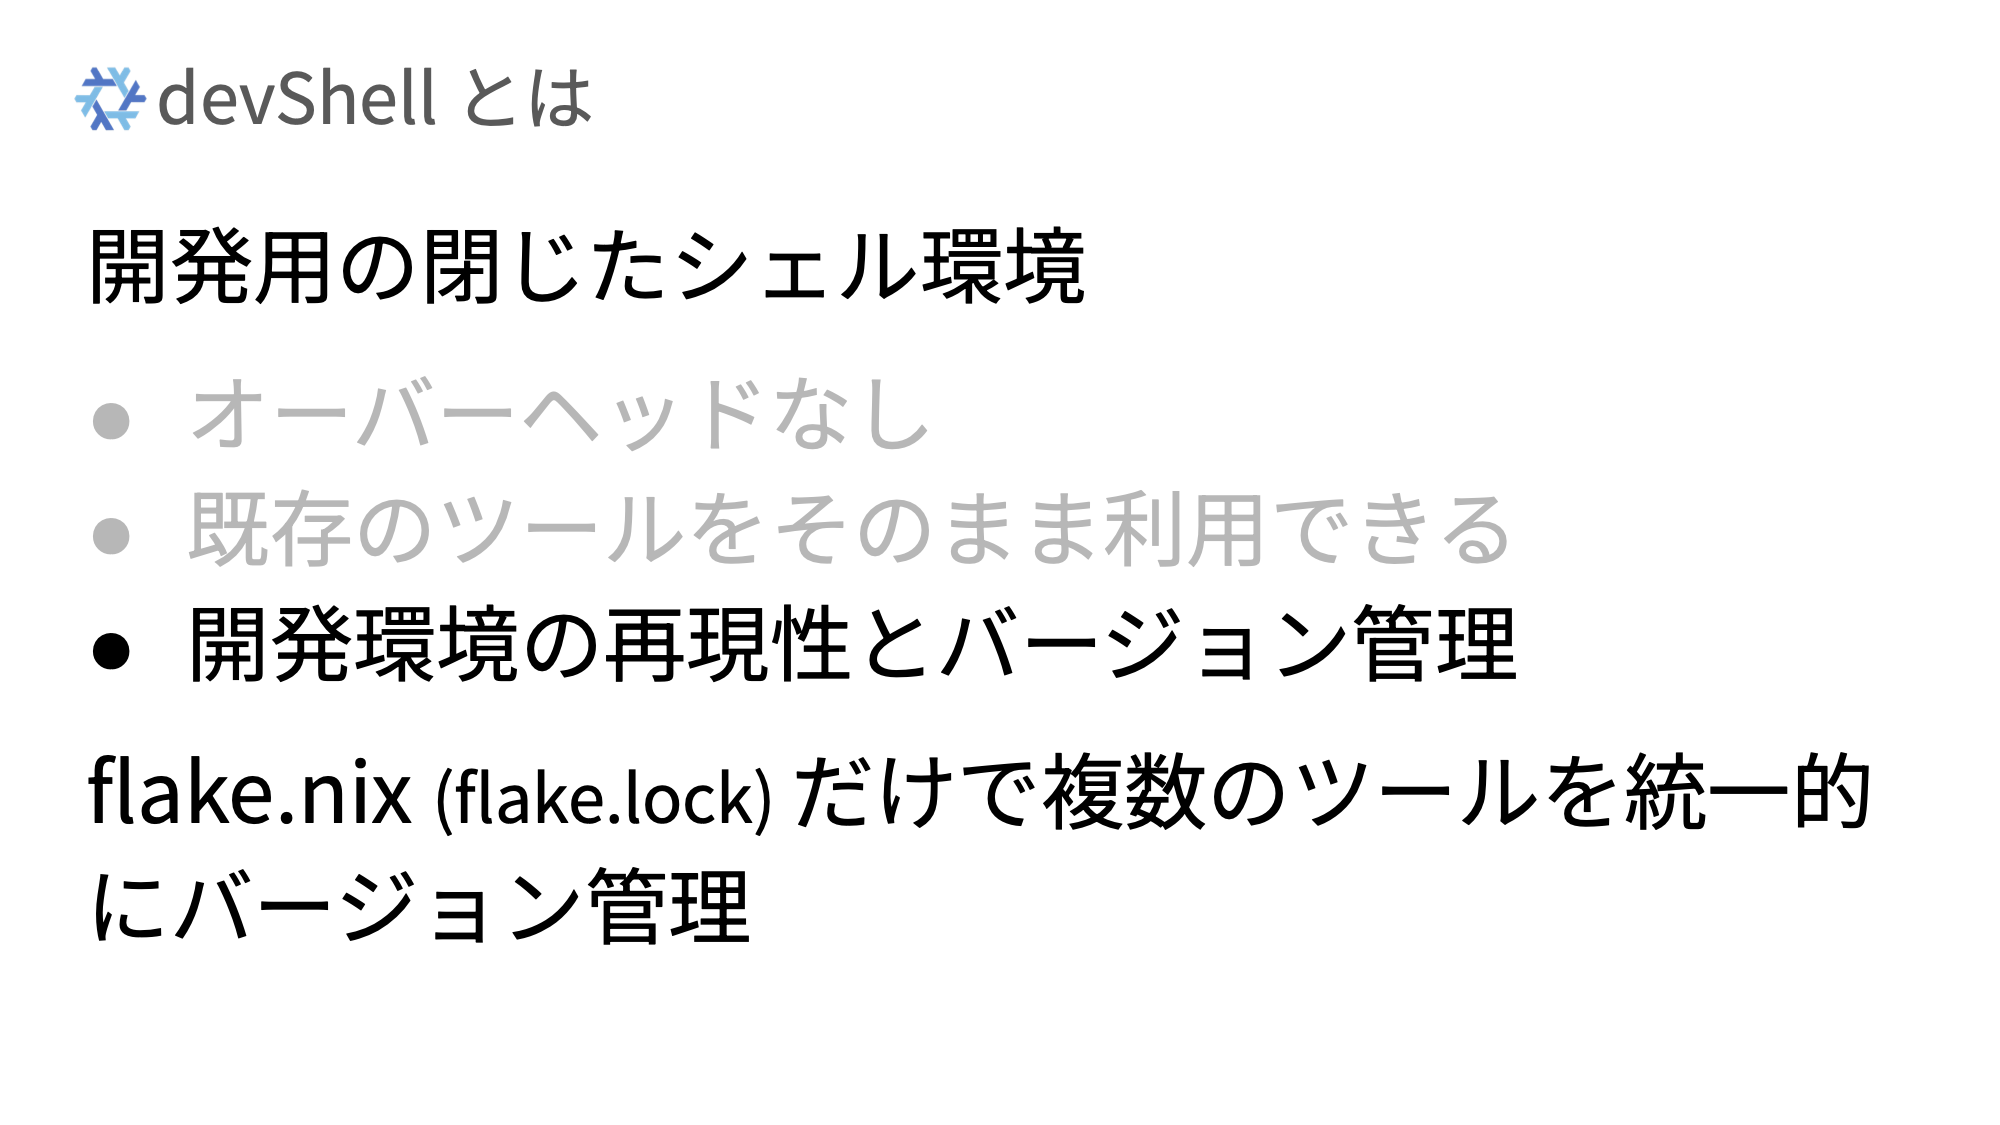 devShell とは
開発用の閉じたシェル環境
● オーバーヘッドなし
● 既存のツールをそのまま利用できる
● 開発環境の再現性とバージョン管理
flake.nix (flake.lock) だけで複数のツールを統一的
にバージョン管理